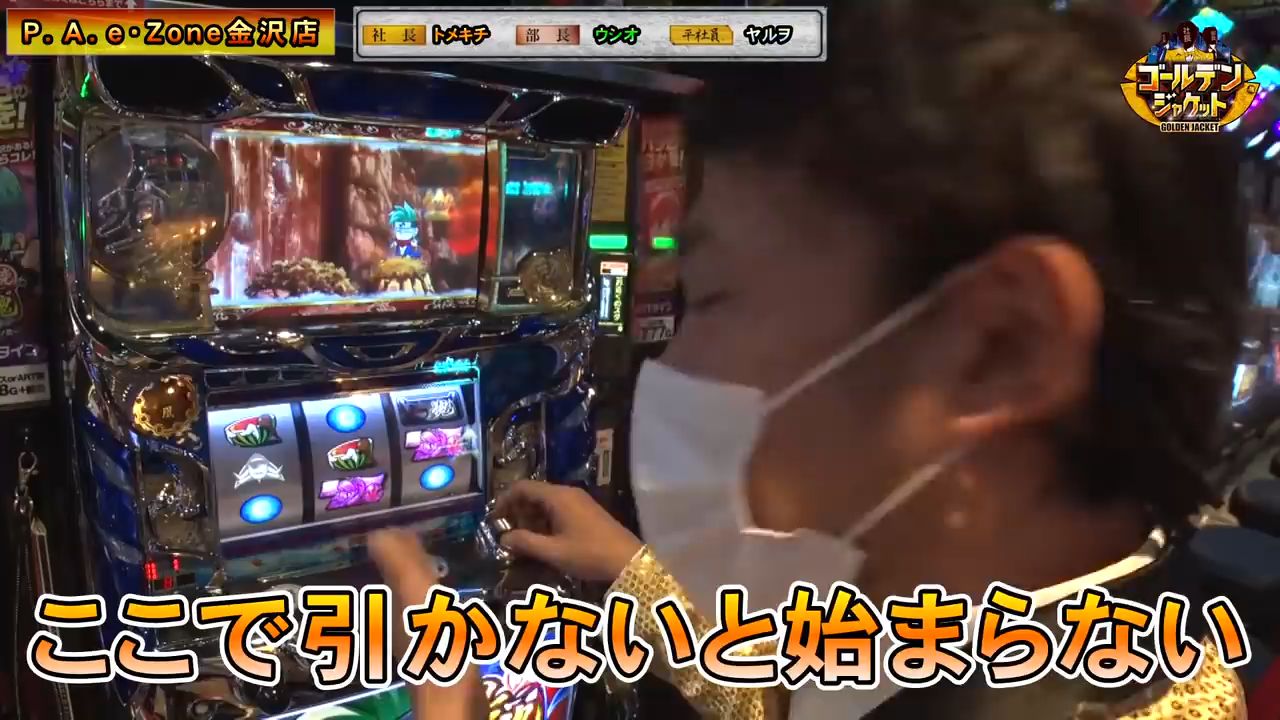 P.A.e・Zone金沢店
社長 トメキチ 部長 ウシオ 平社員 ヤルヲ
ゴールデン
ジャケット
GOLDEN JACKET
凰
ここで引かないと始まらない